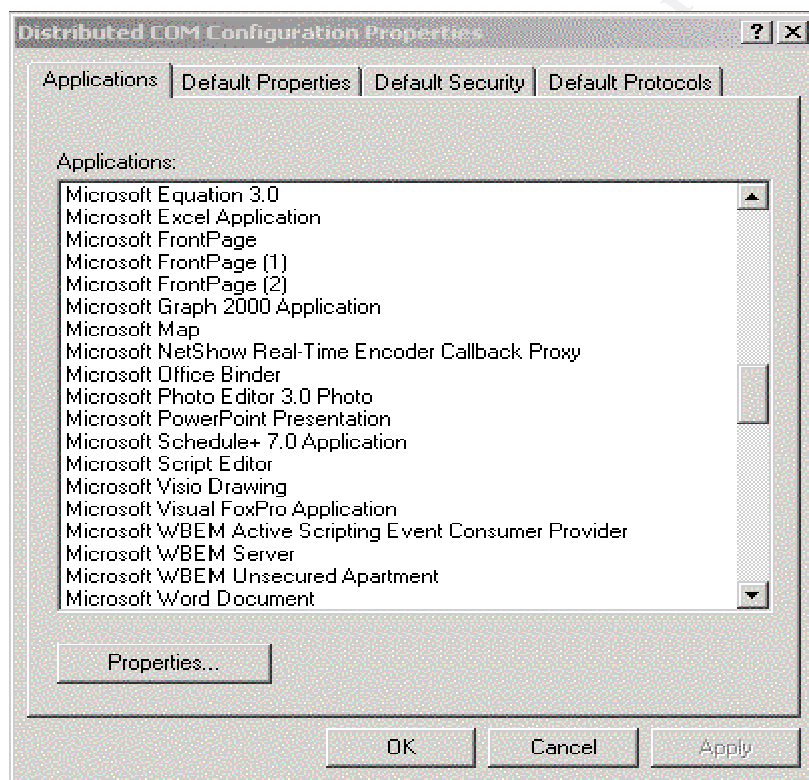 Distributed COM Configuration Properties
Applications
Default Properties
Default Security
Default Protocols
Applications:
Microsoft Equation 3.0
Microsoft Excel Application
Microsoft FrontPage
Microsoft FrontPage (1)
Microsoft FrontPage (2)
Microsoft Graph 2000 Application
Microsoft Map
Microsoft NetShow Real-Time Encoder Callback Proxy
Microsoft Office Binder
Microsoft Photo Editor 3.0 Photo
Microsoft PowerPoint Presentation
Microsoft Schedule+ 7.0 Application
Microsoft Script Editor
Microsoft Visio Drawing
Microsoft Visual FoxPro Application
Microsoft WBEM Active Scripting Event Consumer Provider
Microsoft WBEM Server
Microsoft WBEM Unsecured Apartment
Microsoft Word Document
Properties...
OK
Cancel
Apply